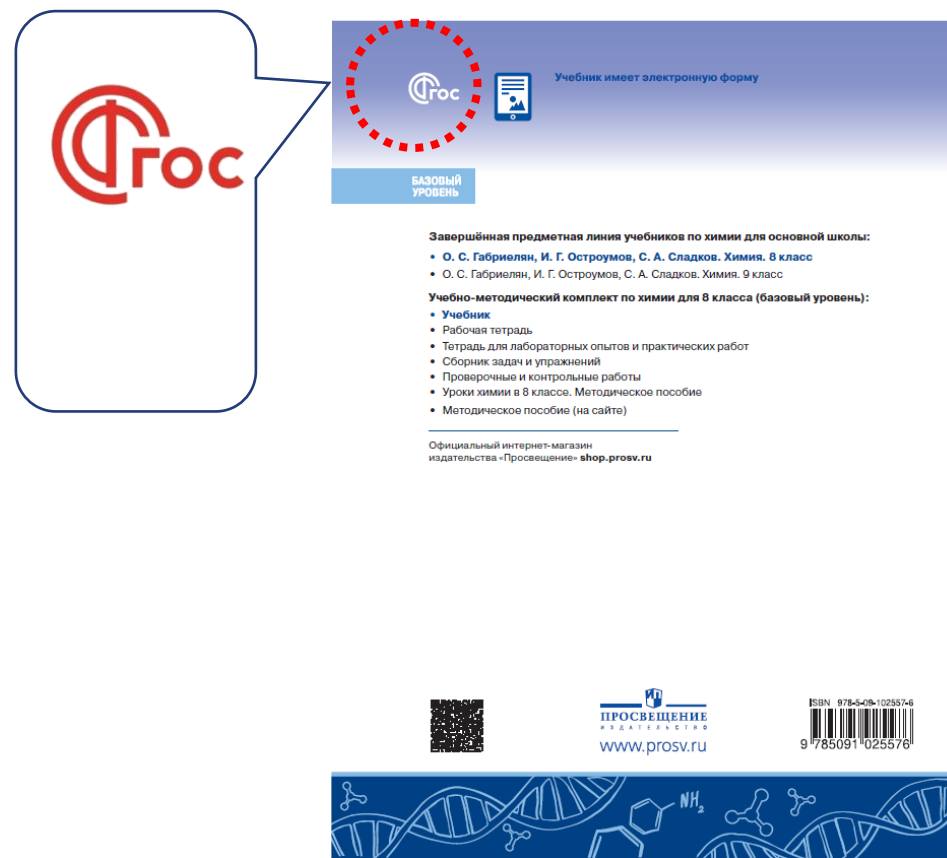 ФГОС
ФГОС
Учебник имеет электронную форму
БАЗОВЫЙ
УРОВЕНЬ
Завершённая предметная линия учебников по химии для основной школы:
• О. С. Габриелян, И. Г. Остроумов, С. А. Сладков. Химия. 8 класс
• О. С. Габриелян, И. Г. Остроумов, С. А. Сладков. Химия. 9 класс
Учебно-методический комплект по химии для 8 класса (базовый уровень):
• Учебник
• Рабочая тетрадь
• Тетрадь для лабораторных опытов и практических работ
• Сборник задач и упражнений
• Проверочные и контрольные работы
• Уроки химии в 8 классе. Методическое пособие
• Методическое пособие (на сайте)
Официальный интернет-магазин
издательства «Просвещение» shop.prosv.ru
ПРОСВЕЩЕНИЕ
ИЗДАТЕЛЬСТВО
www.prosv.ru
ISBN 978-5-09-102557-6
9 785091 025576
NH₂